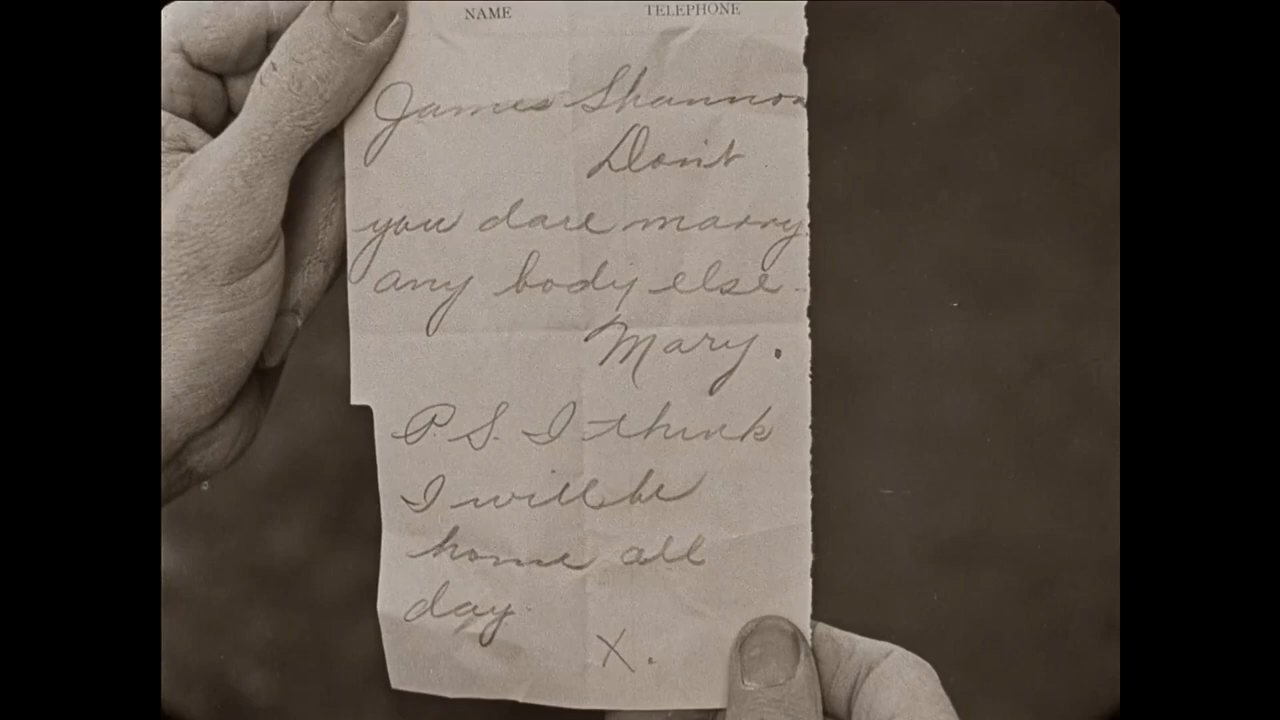 NAME TELEPHONE
James Shannon
Don't
you dare marry
any body else.
Mary.
P.S. I think
I will be
home all
day.
X.